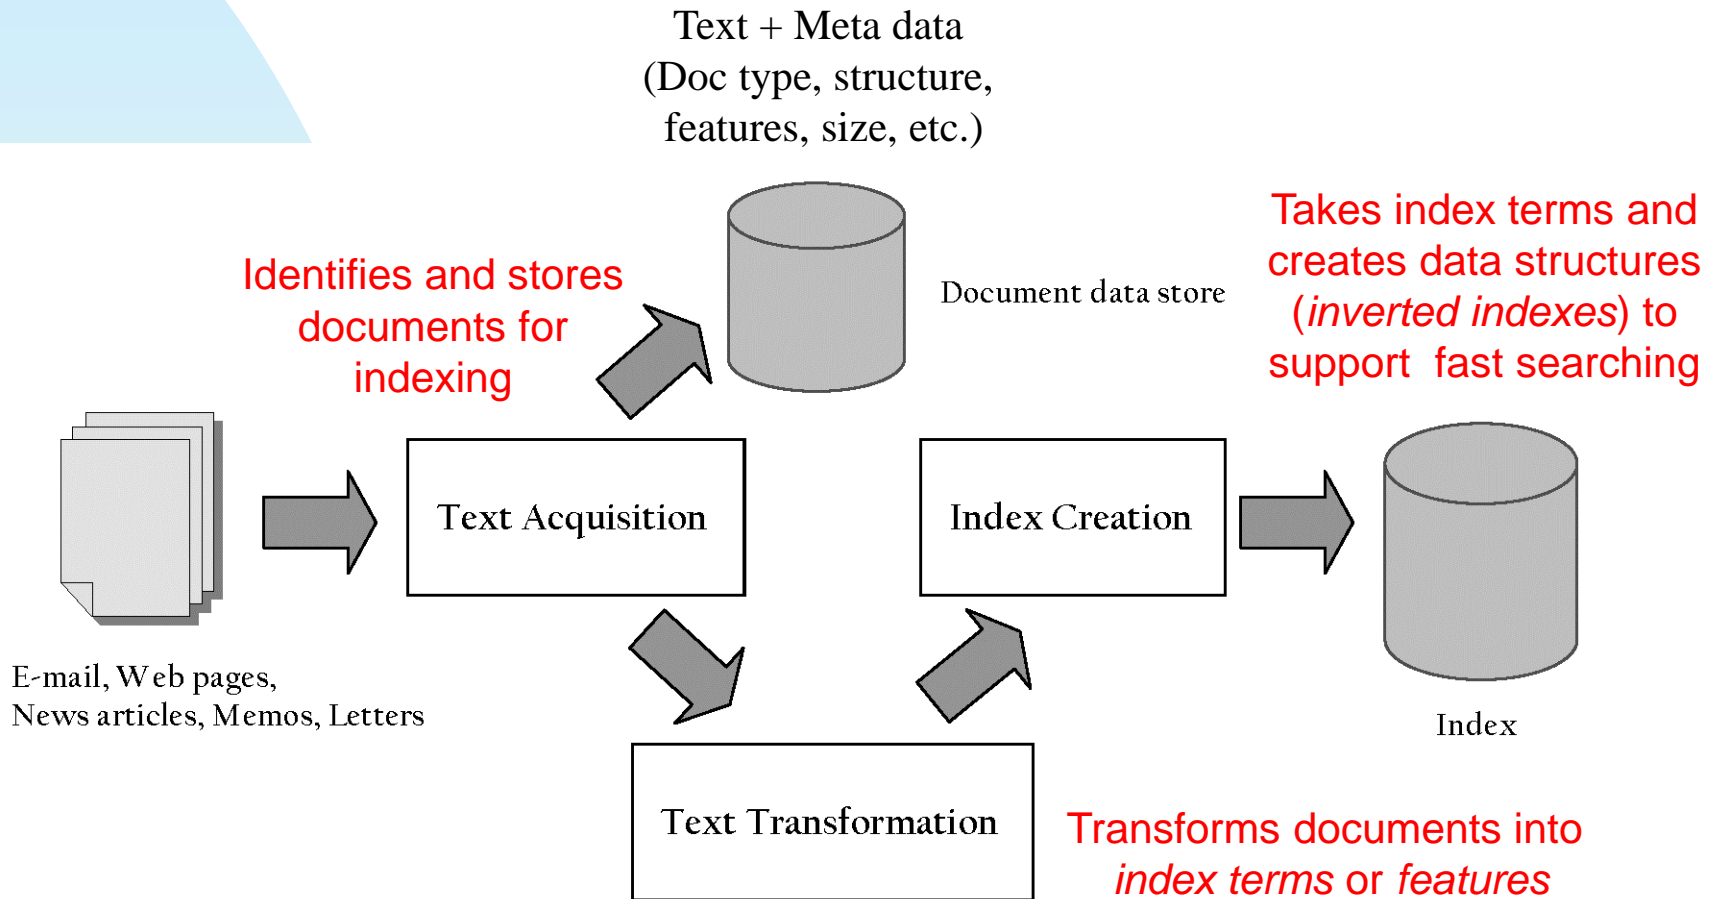 Text + Meta data
(Doc type, structure,
features, size, etc.)
Identifies and stores
documents for
indexing
Document data store
Takes index terms and
creates data structures
(inverted indexes) to
support fast searching
Text Acquisition
Index Creation
E-mail, Web pages,
News articles, Memos, Letters
Index
Text Transformation
Transforms documents into
index terms or features